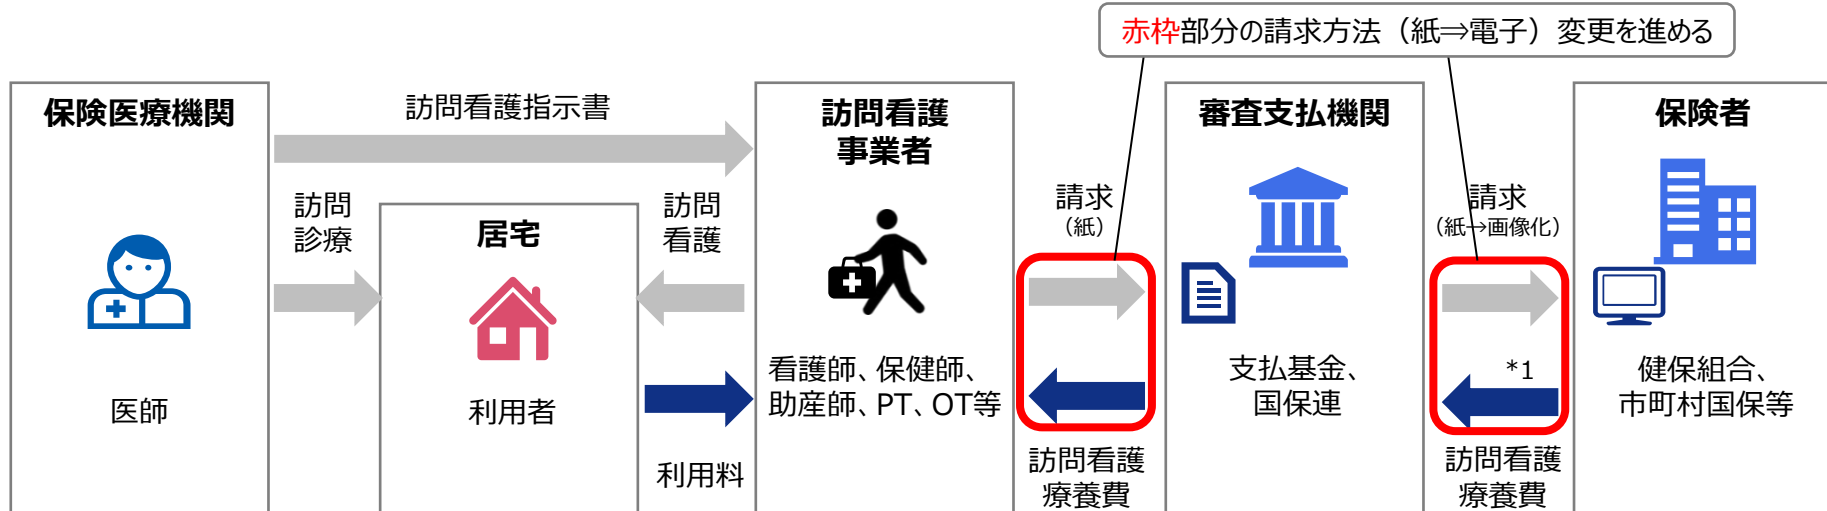 赤枠部分の請求方法（紙⇒電子）変更を進める
保険医療機関
訪問看護指示書
訪問看護
事業者
審査支払機関
保険者
訪問
診療
居宅
訪問
看護
請求
（紙）
請求
（紙→画像化）
医師
利用者
看護師、保健師、
助産師、PT、OT等
支払基金、
国保連
*1
健保組合、
市町村国保等
利用料
訪問看護
療養費
訪問看護
療養費